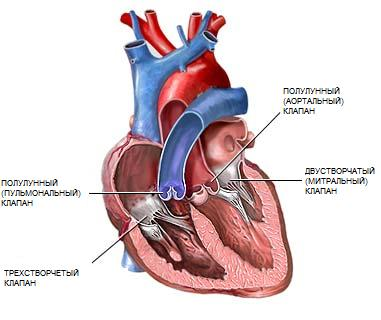 ПОЛУЛУННЫЙ
(АОРТАЛЬНЫЙ)
КЛАПАН
ДВУСТВОРЧАТЫЙ
(МИТРАЛЬНЫЙ)
КЛАПАН
ПОЛУЛУННЫЙ
(ПУЛЬМОНАЛЬНЫЙ)
КЛАПАН
ТРЕХСТВОРЧЕТЫЙ
КЛАПАН